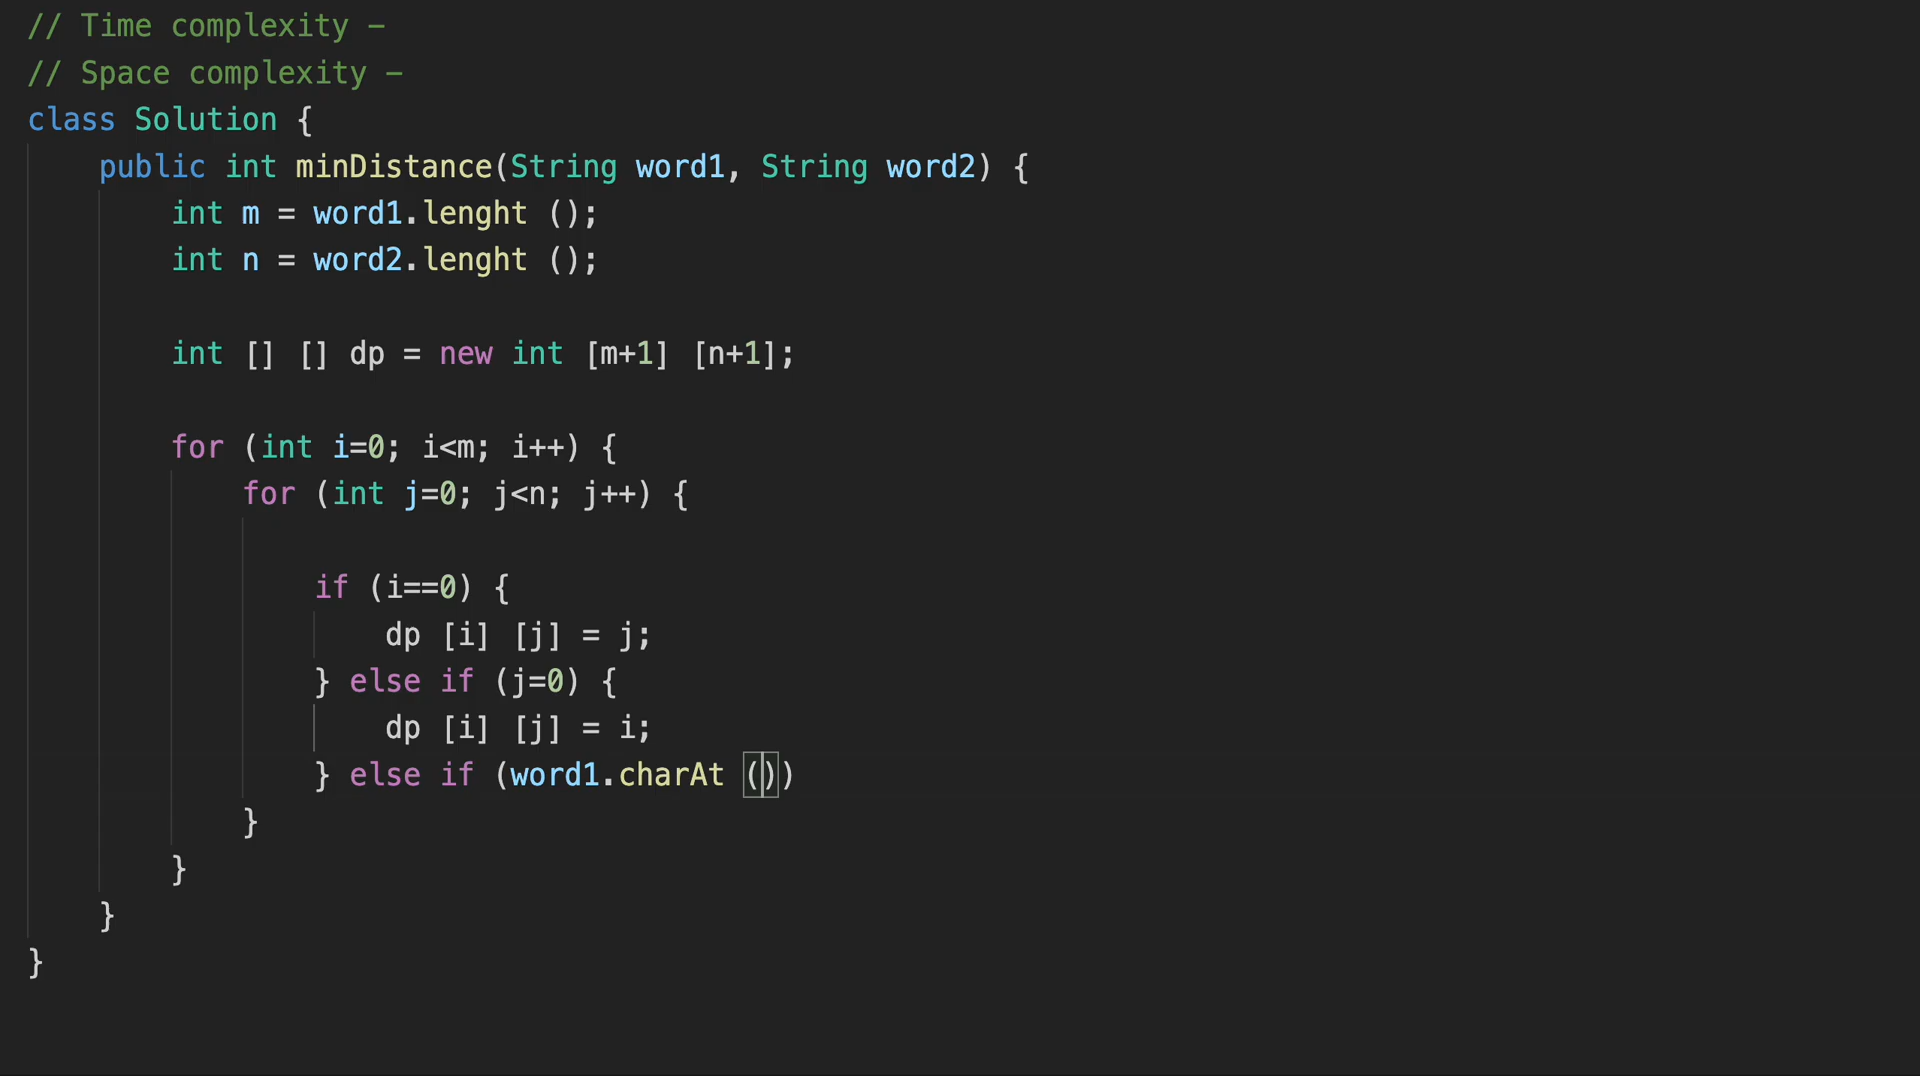 // Time complexity –
// Space complexity –
class Solution {
    public int minDistance(String word1, String word2) {
        int m = word1.lenght ();
        int n = word2.lenght ();
        int [] [] dp = new int [m+1] [n+1];
        for (int i=0; i<m; i++) {
            for (int j=0; j<n; j++) {
                if (i==0) {
                    dp [i] [j] = j;
                } else if (j=0) {
                    dp [i] [j] = i;
                } else if (word1.charAt ())
            }
        }
    }
}